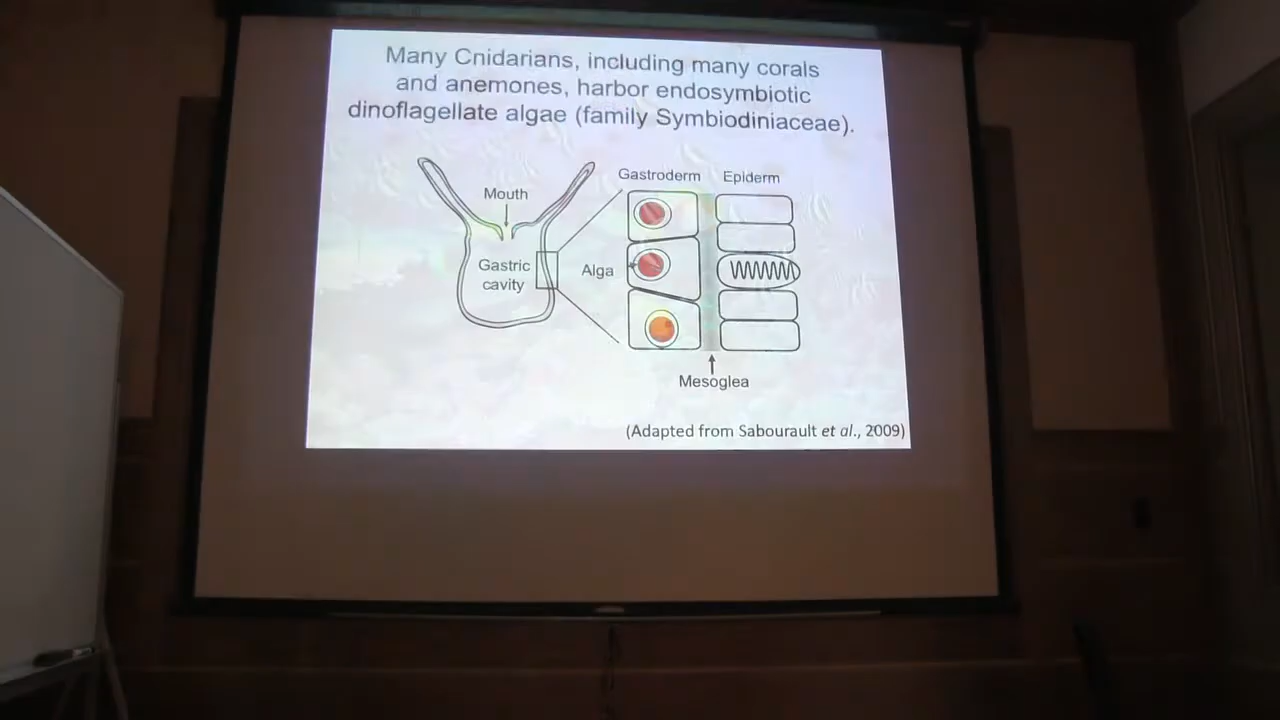 Many Cnidarians, including many corals
and anemones, harbor endosymbiotic
dinoflagellate algae (family Symbiodiniaceae).
Mouth
Gastric
cavity
Gastroderm
Epiderm
Alga
Mesoglea
(Adapted from Sabourault et al., 2009)